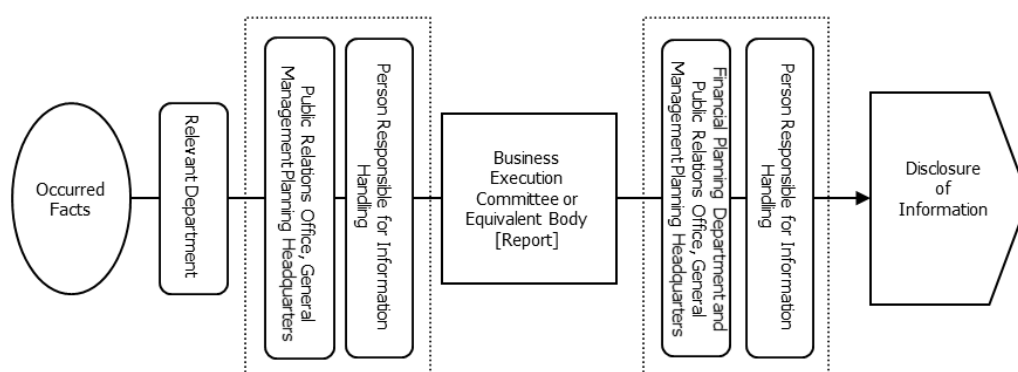 Occurred
Facts
Relevant Department
Public Relations Office, General
Management Planning Headquarters
Person Responsible for Information
Handling
Business
Execution
Committee or
Equivalent Body
[Report]
Financial Planning Department and
Public Relations Office, General
Management Planning Headquarters
Person Responsible for Information
Handling
Disclosure
of
Information